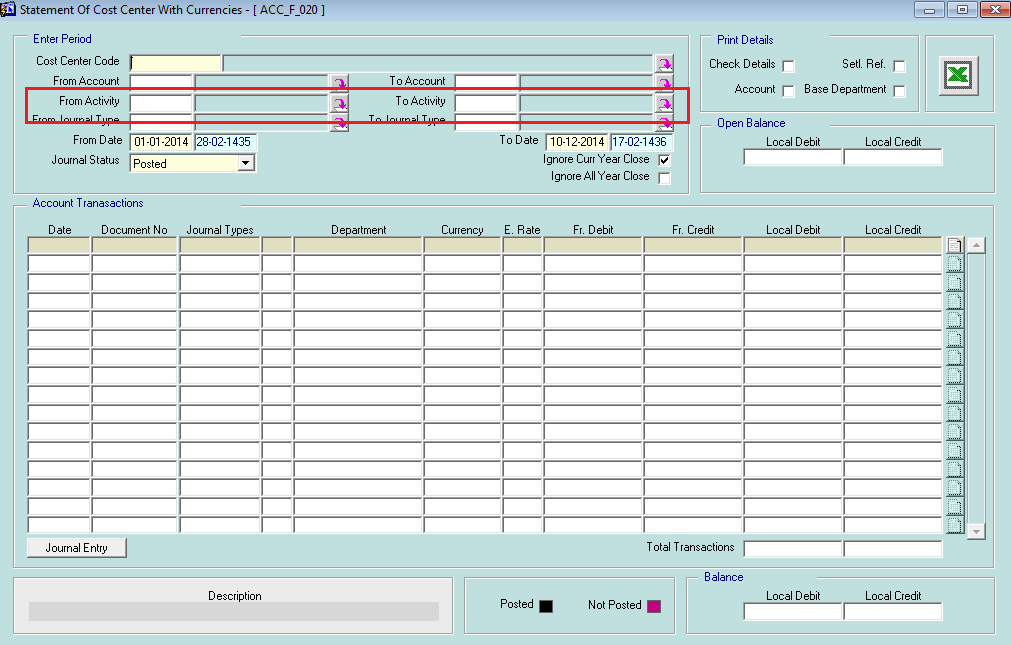 Statement Of Cost Center With Currencies - [ ACC_F_020 ]
Enter Period
Cost Center Code
From Account To Account
From Activity To Activity
From Journal Type To Journal Type
From Date 01-01-2014 28-02-1435 To Date 10-12-2014 17-02-1436
Journal Status Posted Ignore Curr Year Close
Ignore All Year Close
Print Details
Check Details Setl. Ref.
Account Base Department
Open Balance
Local Debit Local Credit
Account Tranasactions
Date Document No Journal Types Department Currency E. Rate Fr. Debit Fr. Credit Local Debit Local Credit
Journal Entry Total Transactions
Description
Posted Not Posted
Balance
Local Debit Local Credit